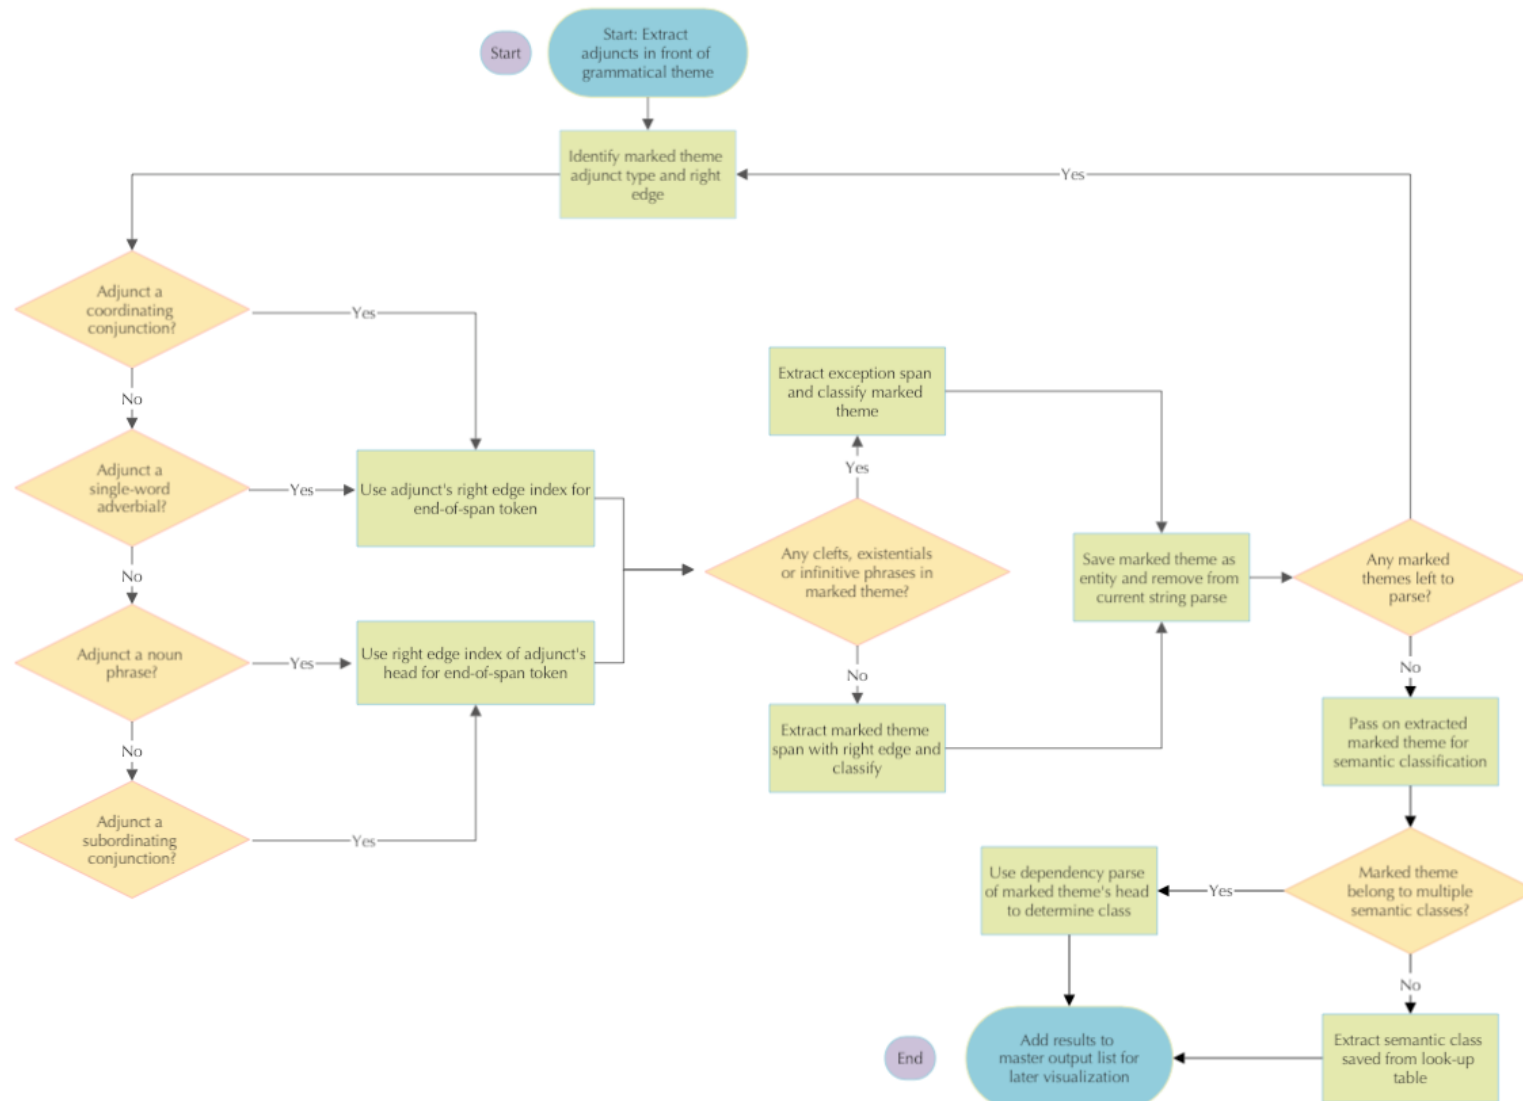 Start
Start: Extract
adjuncts in front of
grammatical theme
Identify marked theme
adjunct type and right
edge
Yes
Adjunct a
coordinating
conjunction?
Yes
No
Adjunct a
single-word
adverbial?
Yes
Use adjunct's right edge index for
end-of-span token
No
Adjunct a noun
phrase?
Yes
Use right edge index of adjunct's
head for end-of-span token
No
Adjunct a
subordinating
conjunction?
Yes
Extract exception span
and classify marked
theme
Yes
Any clefts, existentials
or infinitive phrases in
marked theme?
No
Extract marked theme
span with right edge and
classify
Save marked theme as
entity and remove from
current string parse
Any marked
themes left to
parse?
No
Pass on extracted
marked theme for
semantic classification
Marked theme
belong to multiple
semantic classes?
Yes
Use dependency parse
of marked theme's head
to determine class
No
Extract semantic class
saved from look-up
table
End
Add results to
master output list for
later visualization